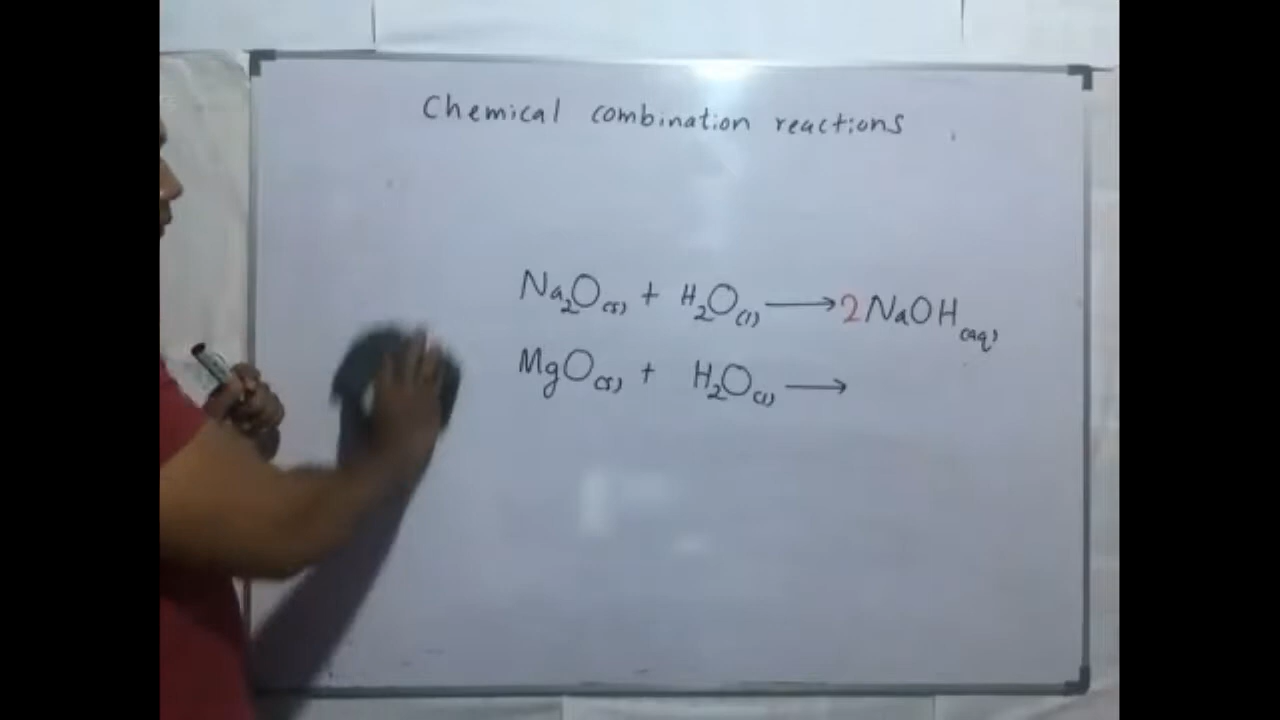 Chemical combination reactions
Na₂O(s) + H₂O(l) ⟶ 2NaOH(aq)
MgO(s) + H₂O(l) ⟶